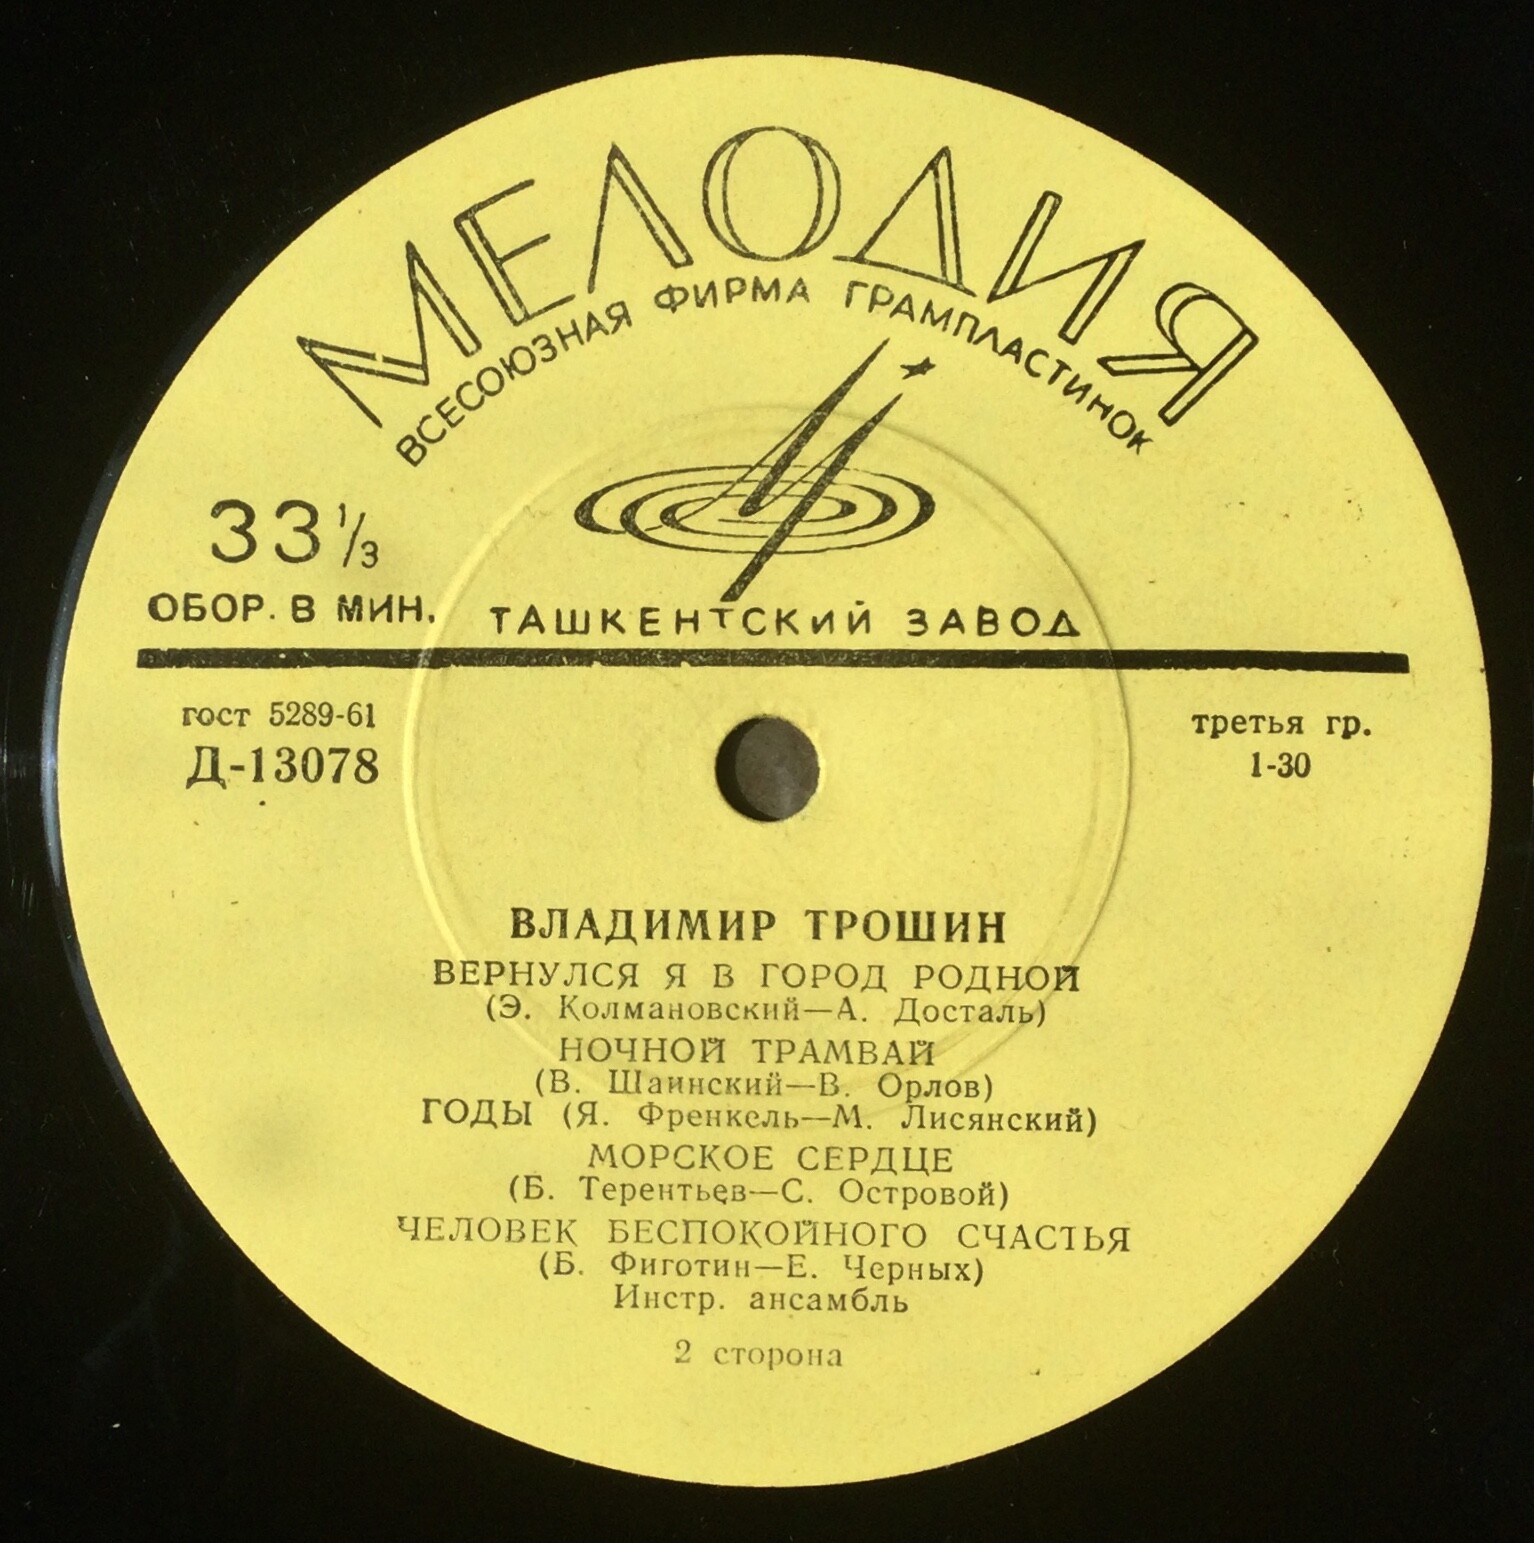 МЕЛОДИЯ
ВСЕСОЮЗНАЯ ФИРМА ГРАМПЛАСТИНОК
33 1/3
ОБОР. В МИН.
ТАШКЕНТСКИЙ ЗАВОД
гост 5289-61
Д-13078
третья гр.
1-30
ВЛАДИМИР ТРОШИН
ВЕРНУЛСЯ Я В ГОРОД РОДНОЙ
(Э. Колмановский—А. Досталь)
НОЧНОЙ ТРАМВАЙ
(В. Шаинский—В. Орлов)
ГОДЫ (Я. Френкель—М. Лисянский)
МОРСКОЕ СЕРДЦЕ
(Б. Терентьев—С. Островой)
ЧЕЛОВЕК БЕСПОКОЙНОГО СЧАСТЬЯ
(Б. Фиготин—Е. Черных)
Инстр. ансамбль
2 сторона